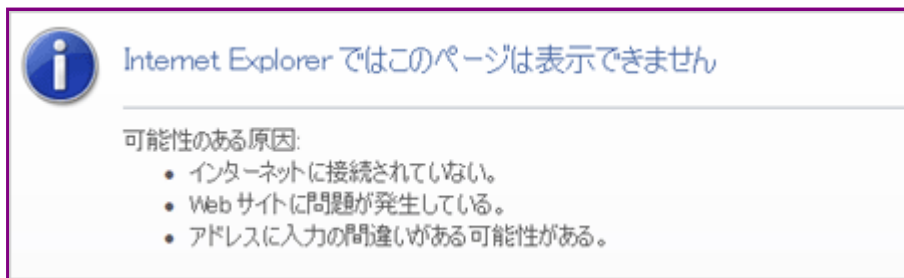 Internet Explorer ではこのページは表示できません
可能性のある原因:
• インターネットに接続されていない。
• Web サイトに問題が発生している。
• アドレスに入力の間違いがある可能性がある。